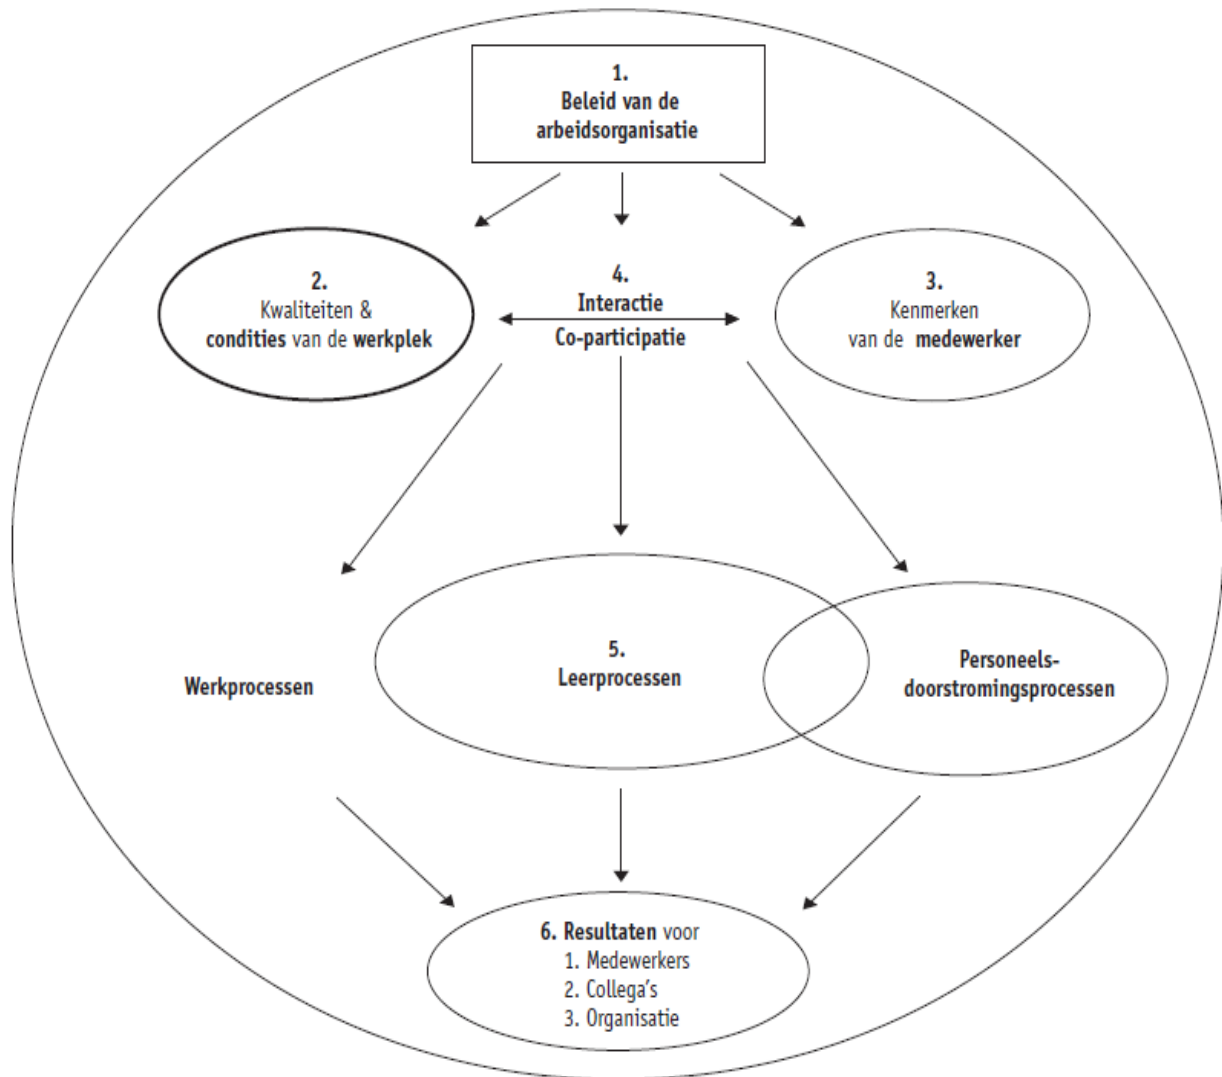 1.
Beleid van de
arbeidsorganisatie
2.
Kwaliteiten &
condities van de werkplek
4.
Interactie
Co-participatie
3.
Kenmerken
van de medewerker
Werkprocessen
5.
Leerprocessen
Personeels-
doorstromingsprocessen
6. Resultaten voor
1. Medewerkers
2. Collega's
3. Organisatie